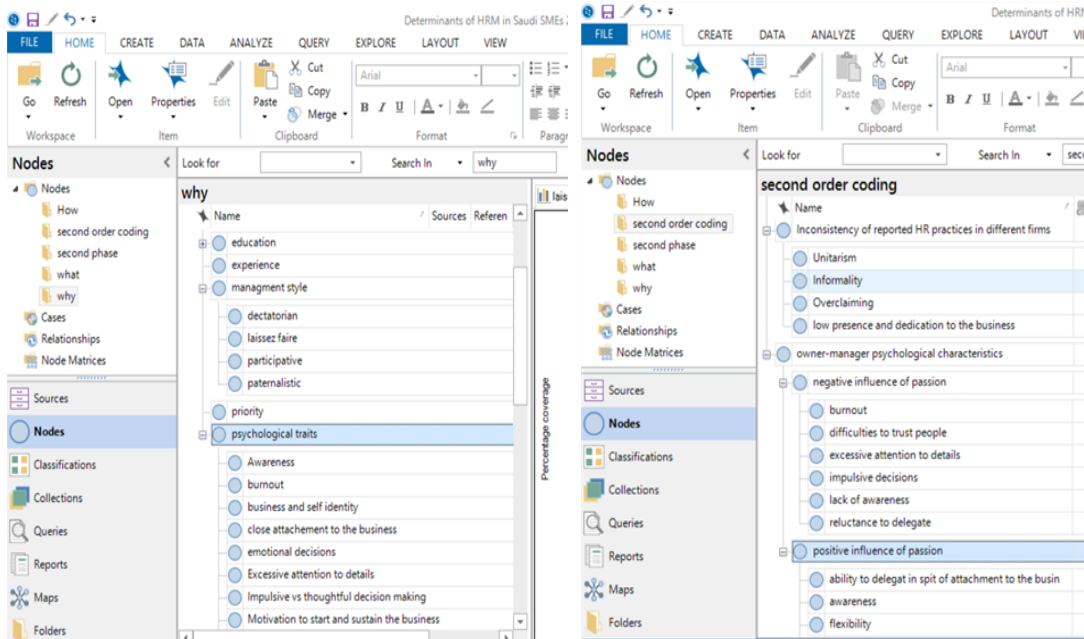 Determinants of HRM in Saudi SMEs
FILE HOME CREATE DATA ANALYZE QUERY EXPLORE LAYOUT VIEW
Go Refresh Open Properties Edit Paste Cut
Copy
Merge
Arial
B I U A
Workspace Item Clipboard Format Paragr
Nodes
Look for Search In why
Nodes
How
second order coding
second phase
what
why
Cases
Relationships
Node Matrices
Sources
Nodes
Classifications
Collections
Queries
Reports
Maps
Folders
why
Name Sources Referen
education
experience
managment style
dectatorian
laissez faire
participative
paternalistic
priority
psychological traits
Awareness
burnout
business and self identity
close attachement to the business
emotional decisions
Excessive attention to details
Impulsive vs thoughtful decision making
Motivation to start and sustain the business
lais
Percentage coverage
Determinants of HRM
FILE HOME CREATE DATA ANALYZE QUERY EXPLORE LAYOUT
Go Refresh Open Properties Edit Paste Cut
Copy
Merge
Arial
B I U A
Workspace Item Clipboard Format
Nodes
Look for Search In seco
Nodes
How
second order coding
second phase
what
why
Cases
Relationships
Node Matrices
Sources
Nodes
Classifications
Collections
Queries
Reports
Maps
Folders
second order coding
Name
Inconsistency of reported HR practices in different firms
Unitarism
Informality
Overclaiming
low presence and dedication to the business
owner-manager psychological characteristics
negative influence of passion
burnout
difficulties to trust people
excessive attention to details
impulsive decisions
lack of awareness
reluctance to delegate
positive influence of passion
ability to delegat in spit of attachment to the busin
awareness
flexibility